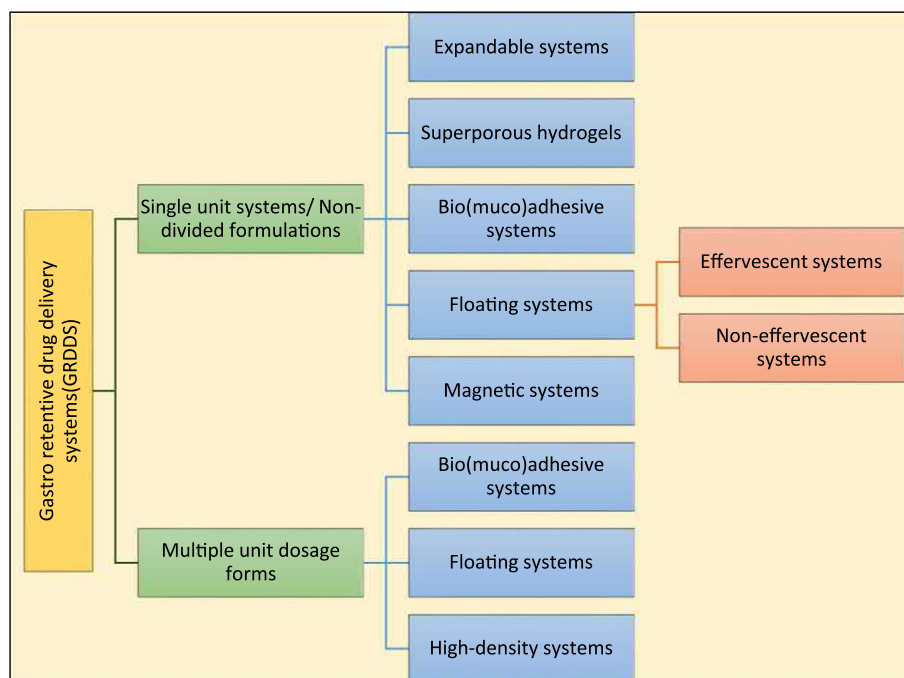 Gastro retentive drug delivery
systems(GRDDS)
Single unit systems/ Non-
divided formulations
Expandable systems
Superporous hydrogels
Bio(muco)adhesive
systems
Floating systems
Effervescent systems
Non-effervescent
systems
Magnetic systems
Multiple unit dosage
forms
Bio(muco)adhesive
systems
Floating systems
High-density systems